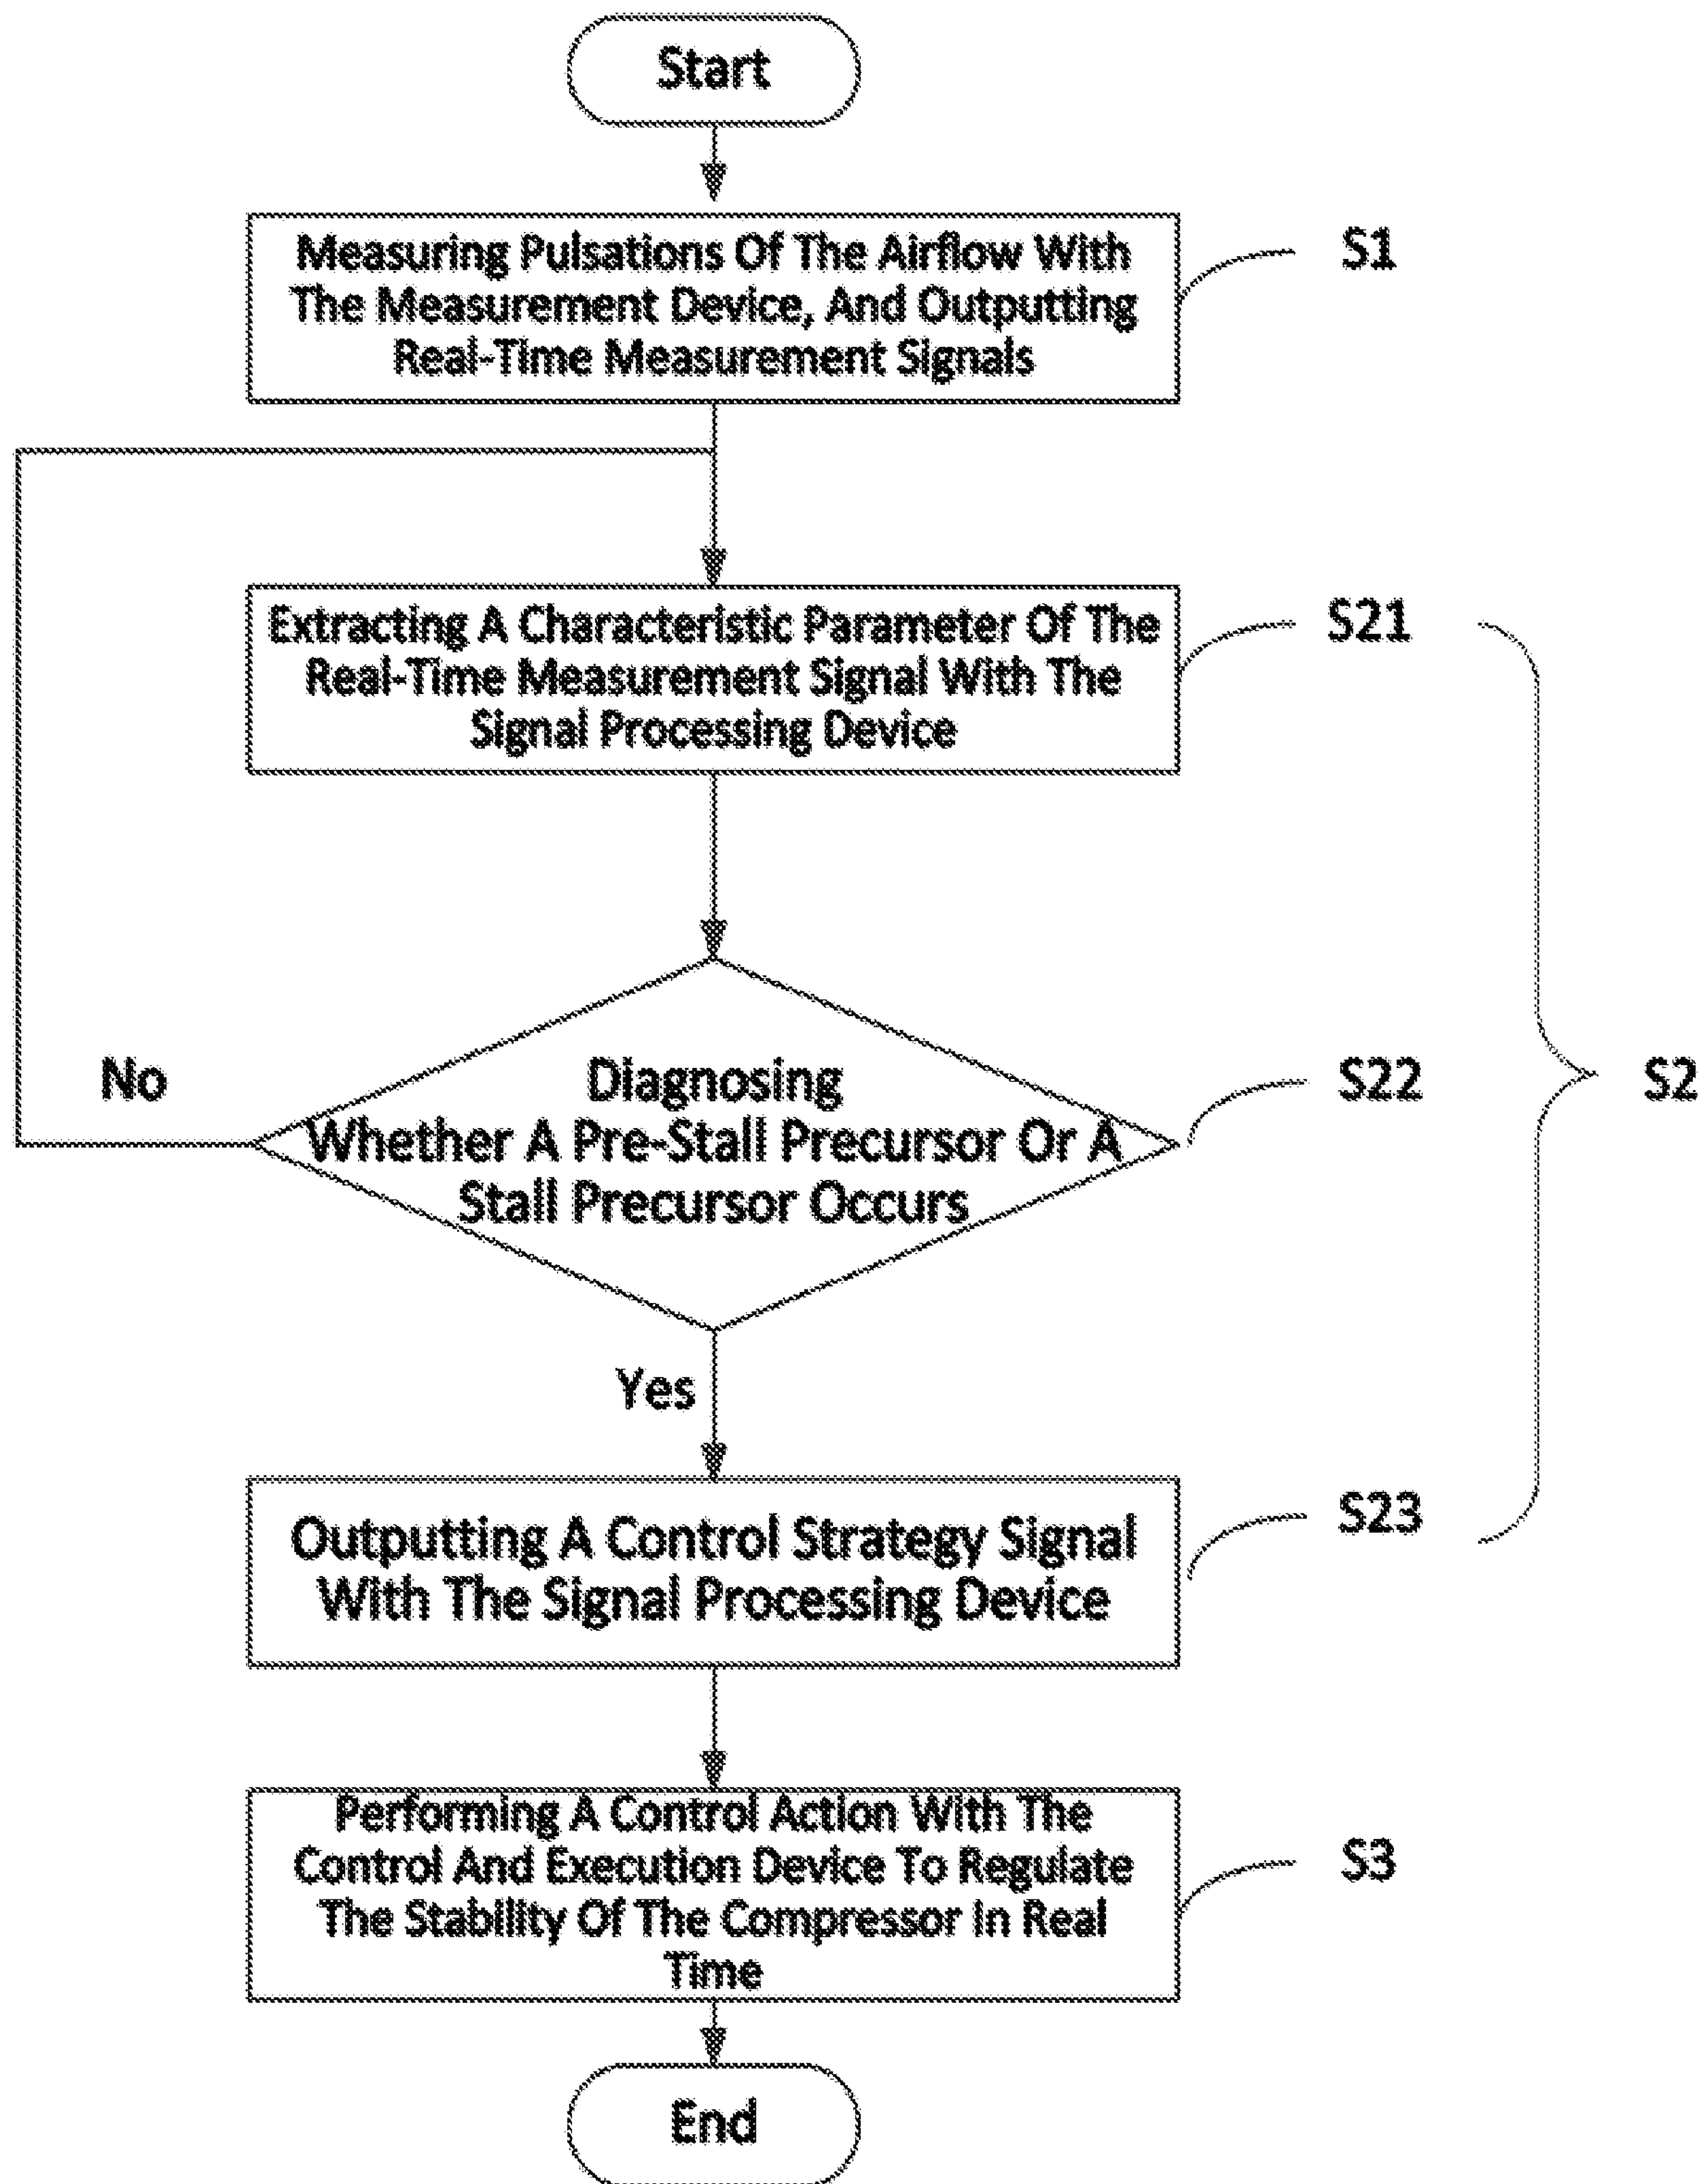 Start
Measuring Pulsations Of The Airflow With
The Measurement Device, And Outputting
Real-Time Measurement Signals
S1
Extracting A Characteristic Parameter Of The
Real-Time Measurement Signal With The
Signal Processing Device
S21
No
Diagnosing
Whether A Pre-Stall Precursor Or A
Stall Precursor Occurs
S22
S2
Yes
Outputting A Control Strategy Signal
With The Signal Processing Device
S23
Performing A Control Action With The
Control And Execution Device To Regulate
The Stability Of The Compressor In Real
Time
S3
End